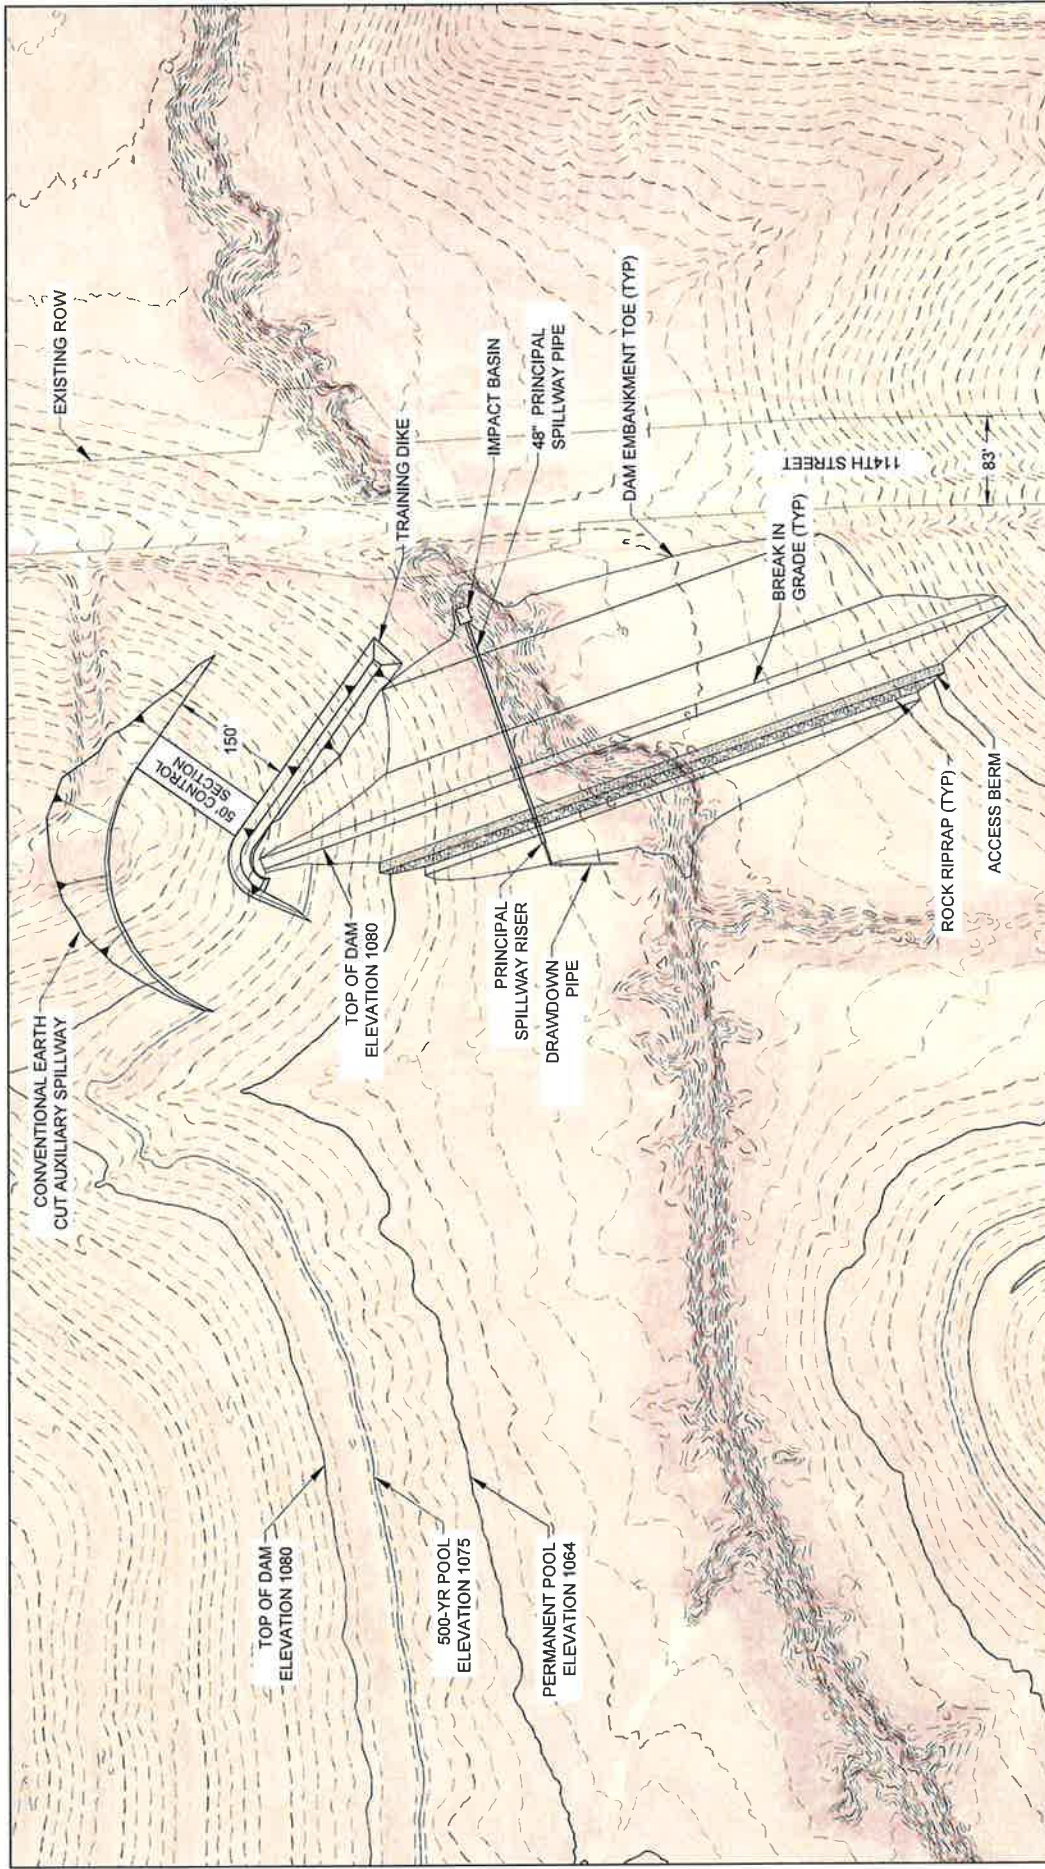 EXISTING ROW
TRAINING DIKE
IMPACT BASIN
48" PRINCIPAL
SPILLWAY PIPE
DAM EMBANKMENT TOE (TYP)
114TH STREET
83'
BREAK IN
GRADE (TYP)
150'
50' CONTROL
SECTION
CONVENTIONAL EARTH
CUT AUXILIARY SPILLWAY
TOP OF DAM
ELEVATION 1080
PRINCIPAL
SPILLWAY RISER
DRAWDOWN
PIPE
ROCK RIPRAP (TYP)
ACCESS BERM
TOP OF DAM
ELEVATION 1080
500-YR POOL
ELEVATION 1075
PERMANENT POOL
ELEVATION 1064